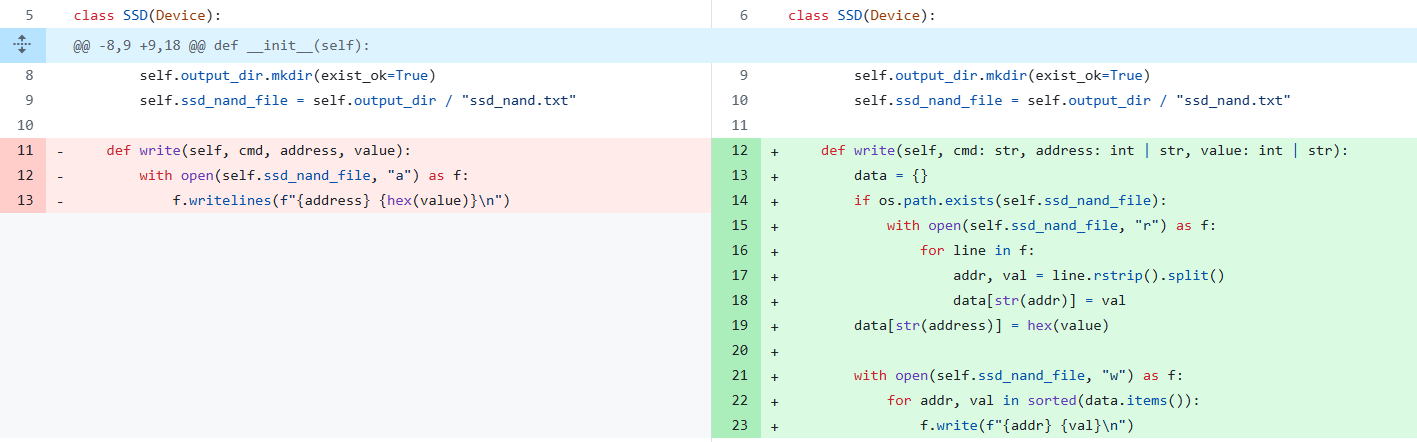 5 class SSD(Device): 6 class SSD(Device):
@@ -8,9 +9,18 @@ def __init__(self):
8 self.output_dir.mkdir(exist_ok=True) 9 self.output_dir.mkdir(exist_ok=True)
9 self.ssd_nand_file = self.output_dir / "ssd_nand.txt" 10 self.ssd_nand_file = self.output_dir / "ssd_nand.txt"
10 11
11 - def write(self, cmd, address, value): 12 + def write(self, cmd: str, address: int | str, value: int | str):
12 - with open(self.ssd_nand_file, "a") as f: 13 + data = {}
13 - f.writelines(f"{address} {hex(value)}\n") 14 + if os.path.exists(self.ssd_nand_file):
15 + with open(self.ssd_nand_file, "r") as f:
16 + for line in f:
17 + addr, val = line.rstrip().split()
18 + data[str(addr)] = val
19 + data[str(address)] = hex(value)
20 +
21 + with open(self.ssd_nand_file, "w") as f:
22 + for addr, val in sorted(data.items()):
23 + f.write(f"{addr} {val}\n")